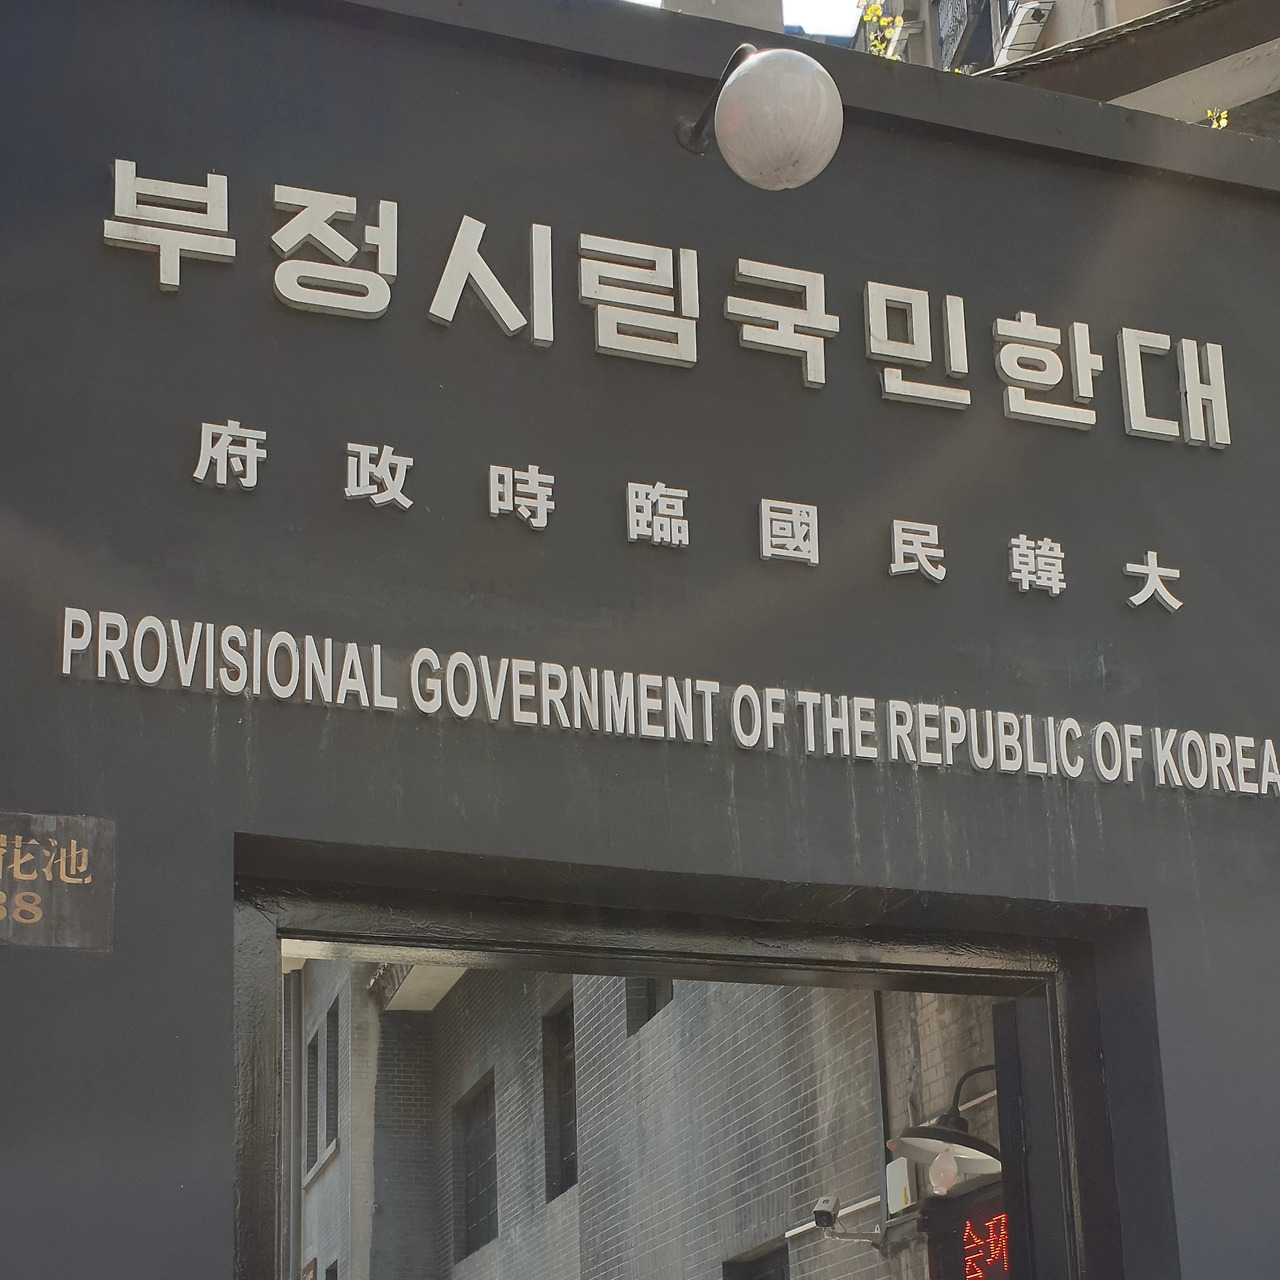 대한민국림시정부
大韓民國臨時政府
PROVISIONAL GOVERNMENT OF THE REPUBLIC OF KOREA
花池
38